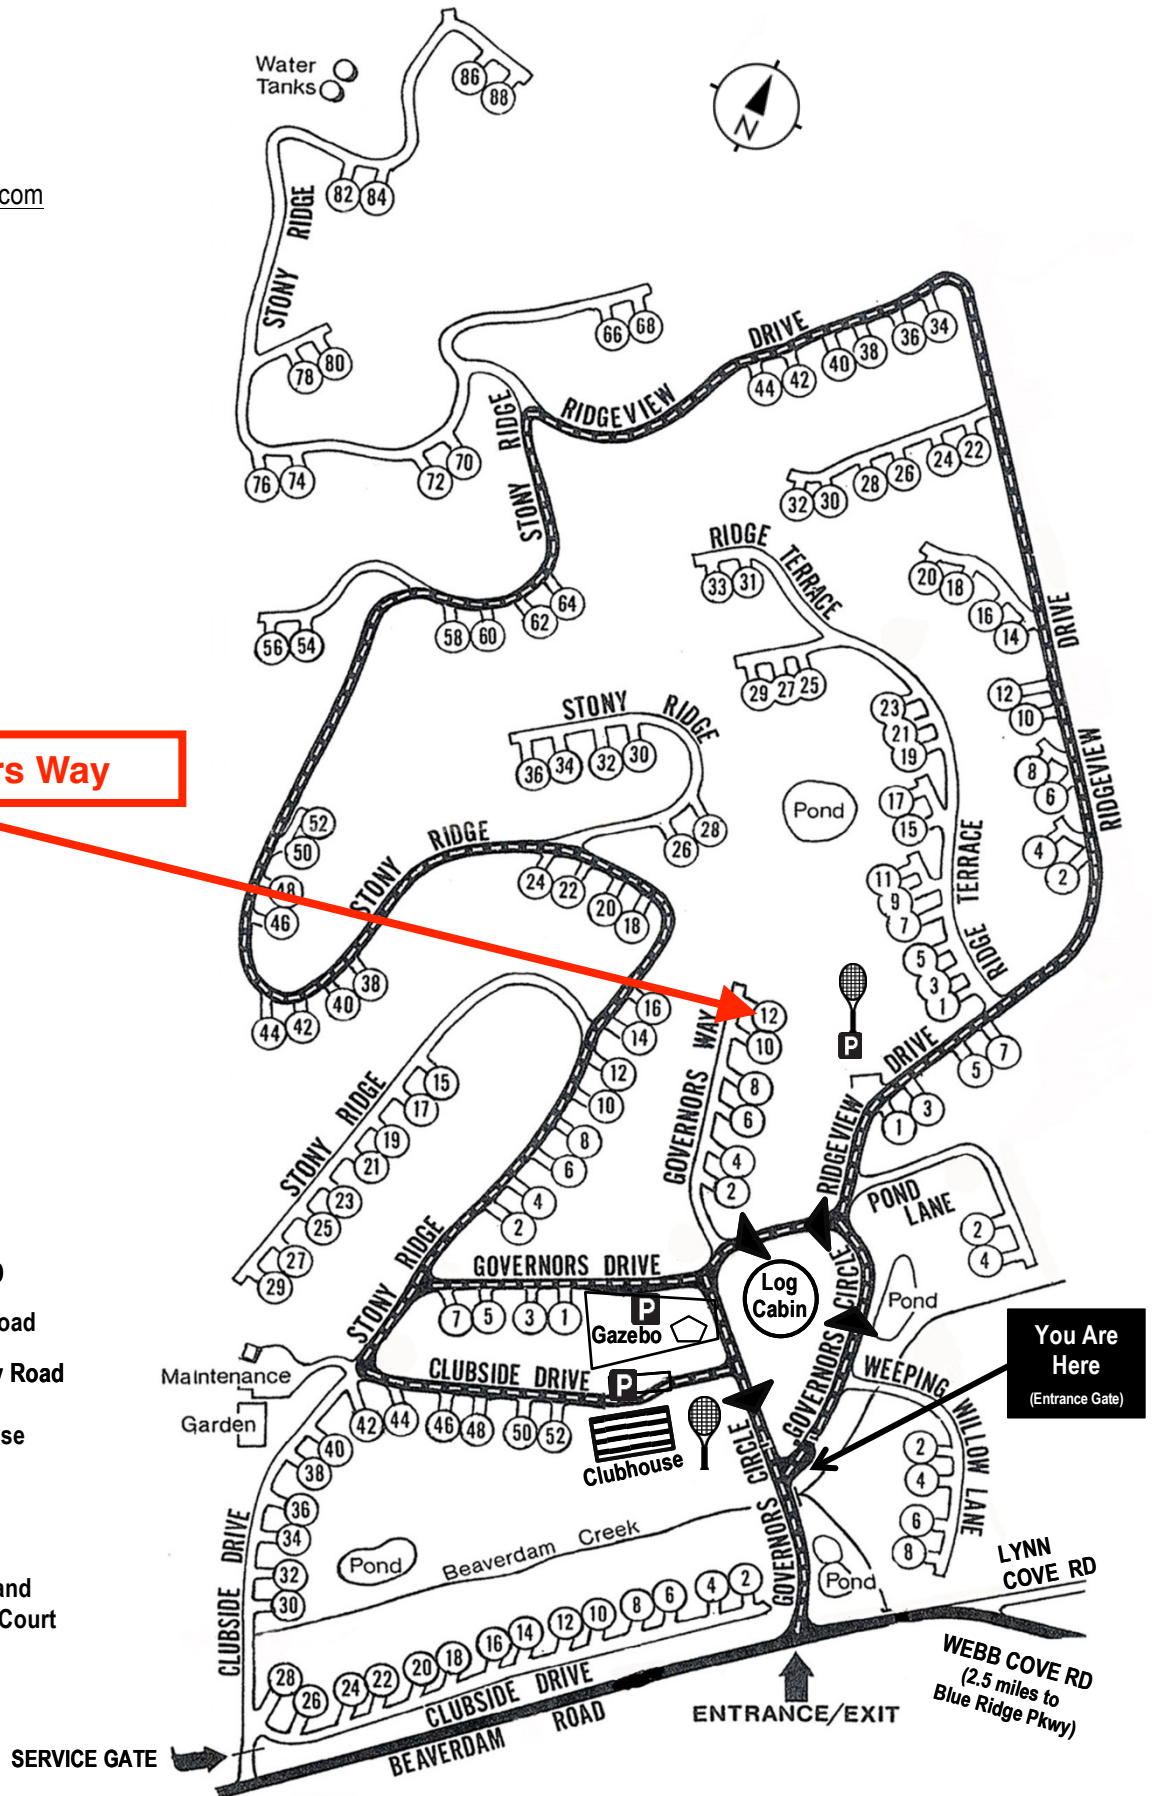 Water
Tanks
86
88
N
com
82
84
STONY RIDGE
66
68
DRIVE
34
36
38
40
42
44
78
80
RIDGEVIEW
STONY RIDGE
70
72
74
76
22
24
26
28
30
32
RIDGE TERRACE
33
31
20
18
16
14
DRIVE
64
62
60
58
56
54
29
27
25
12
10
STONY RIDGE
36
34
32
30
23
21
19
RIDGEVIEW
8
6
rs Way
Pond
17
15
28
26
4
2
52
50
48
46
STONY RIDGE
24
22
20
18
11
9
7
TERRACE
RIDGE
5
3
1
38
40
42
44
16
14
12
10
GOVERNORS WAY
P
DRIVE
7
5
STONY RIDGE
15
17
19
21
23
25
27
29
12
10
8
6
4
2
8
6
4
2
RIDGEVIEW
3
1
POND
LANE
2
4
STONY RIDGE
GOVERNORS DRIVE
7
5
3
1
P
Gazebo
Log
Cabin
GOVERNORS CIRCLE
Pond
oad
y Road
You Are
Here
(Entrance Gate)
Maintenance
Garden
CLUBSIDE DRIVE
P
42
44
46
48
50
52
Clubhouse
WEEPING WILLOW LANE
2
4
6
8
se
40
38
36
34
32
30
GOVERNORS CIRCLE
CLUBSIDE DRIVE
Pond
Beaverdam Creek
Pond
LYNN
COVE RD
and
Court
28
26
24
22
20
18
16
14
12
10
8
6
4
2
CLUBSIDE DRIVE
BEAVERDAM ROAD
ENTRANCE/EXIT
WEBB COVE RD
(2.5 miles to
Blue Ridge Pkwy)
SERVICE GATE